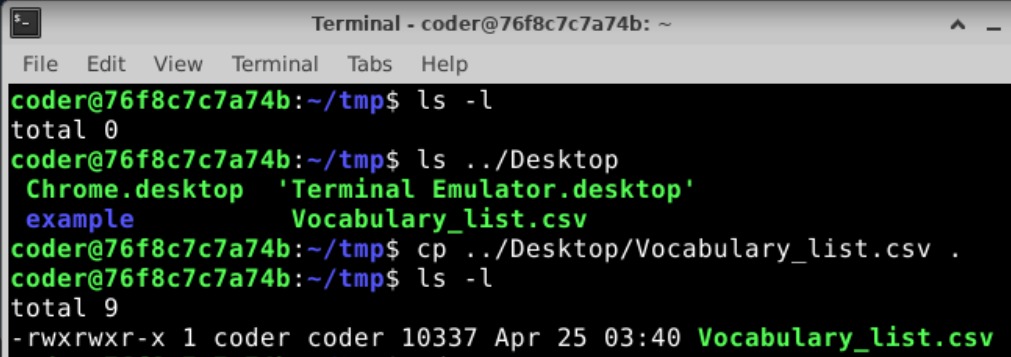 Terminal - coder@76f8c7c7a74b: ~
File Edit View Terminal Tabs Help
coder@76f8c7c7a74b:~/tmp$ ls -l
total 0
coder@76f8c7c7a74b:~/tmp$ ls ../Desktop
Chrome.desktop 'Terminal Emulator.desktop'
example Vocabulary_list.csv
coder@76f8c7c7a74b:~/tmp$ cp ../Desktop/Vocabulary_list.csv .
coder@76f8c7c7a74b:~/tmp$ ls -l
total 9
-rwxrwxr-x 1 coder coder 10337 Apr 25 03:40 Vocabulary_list.csv